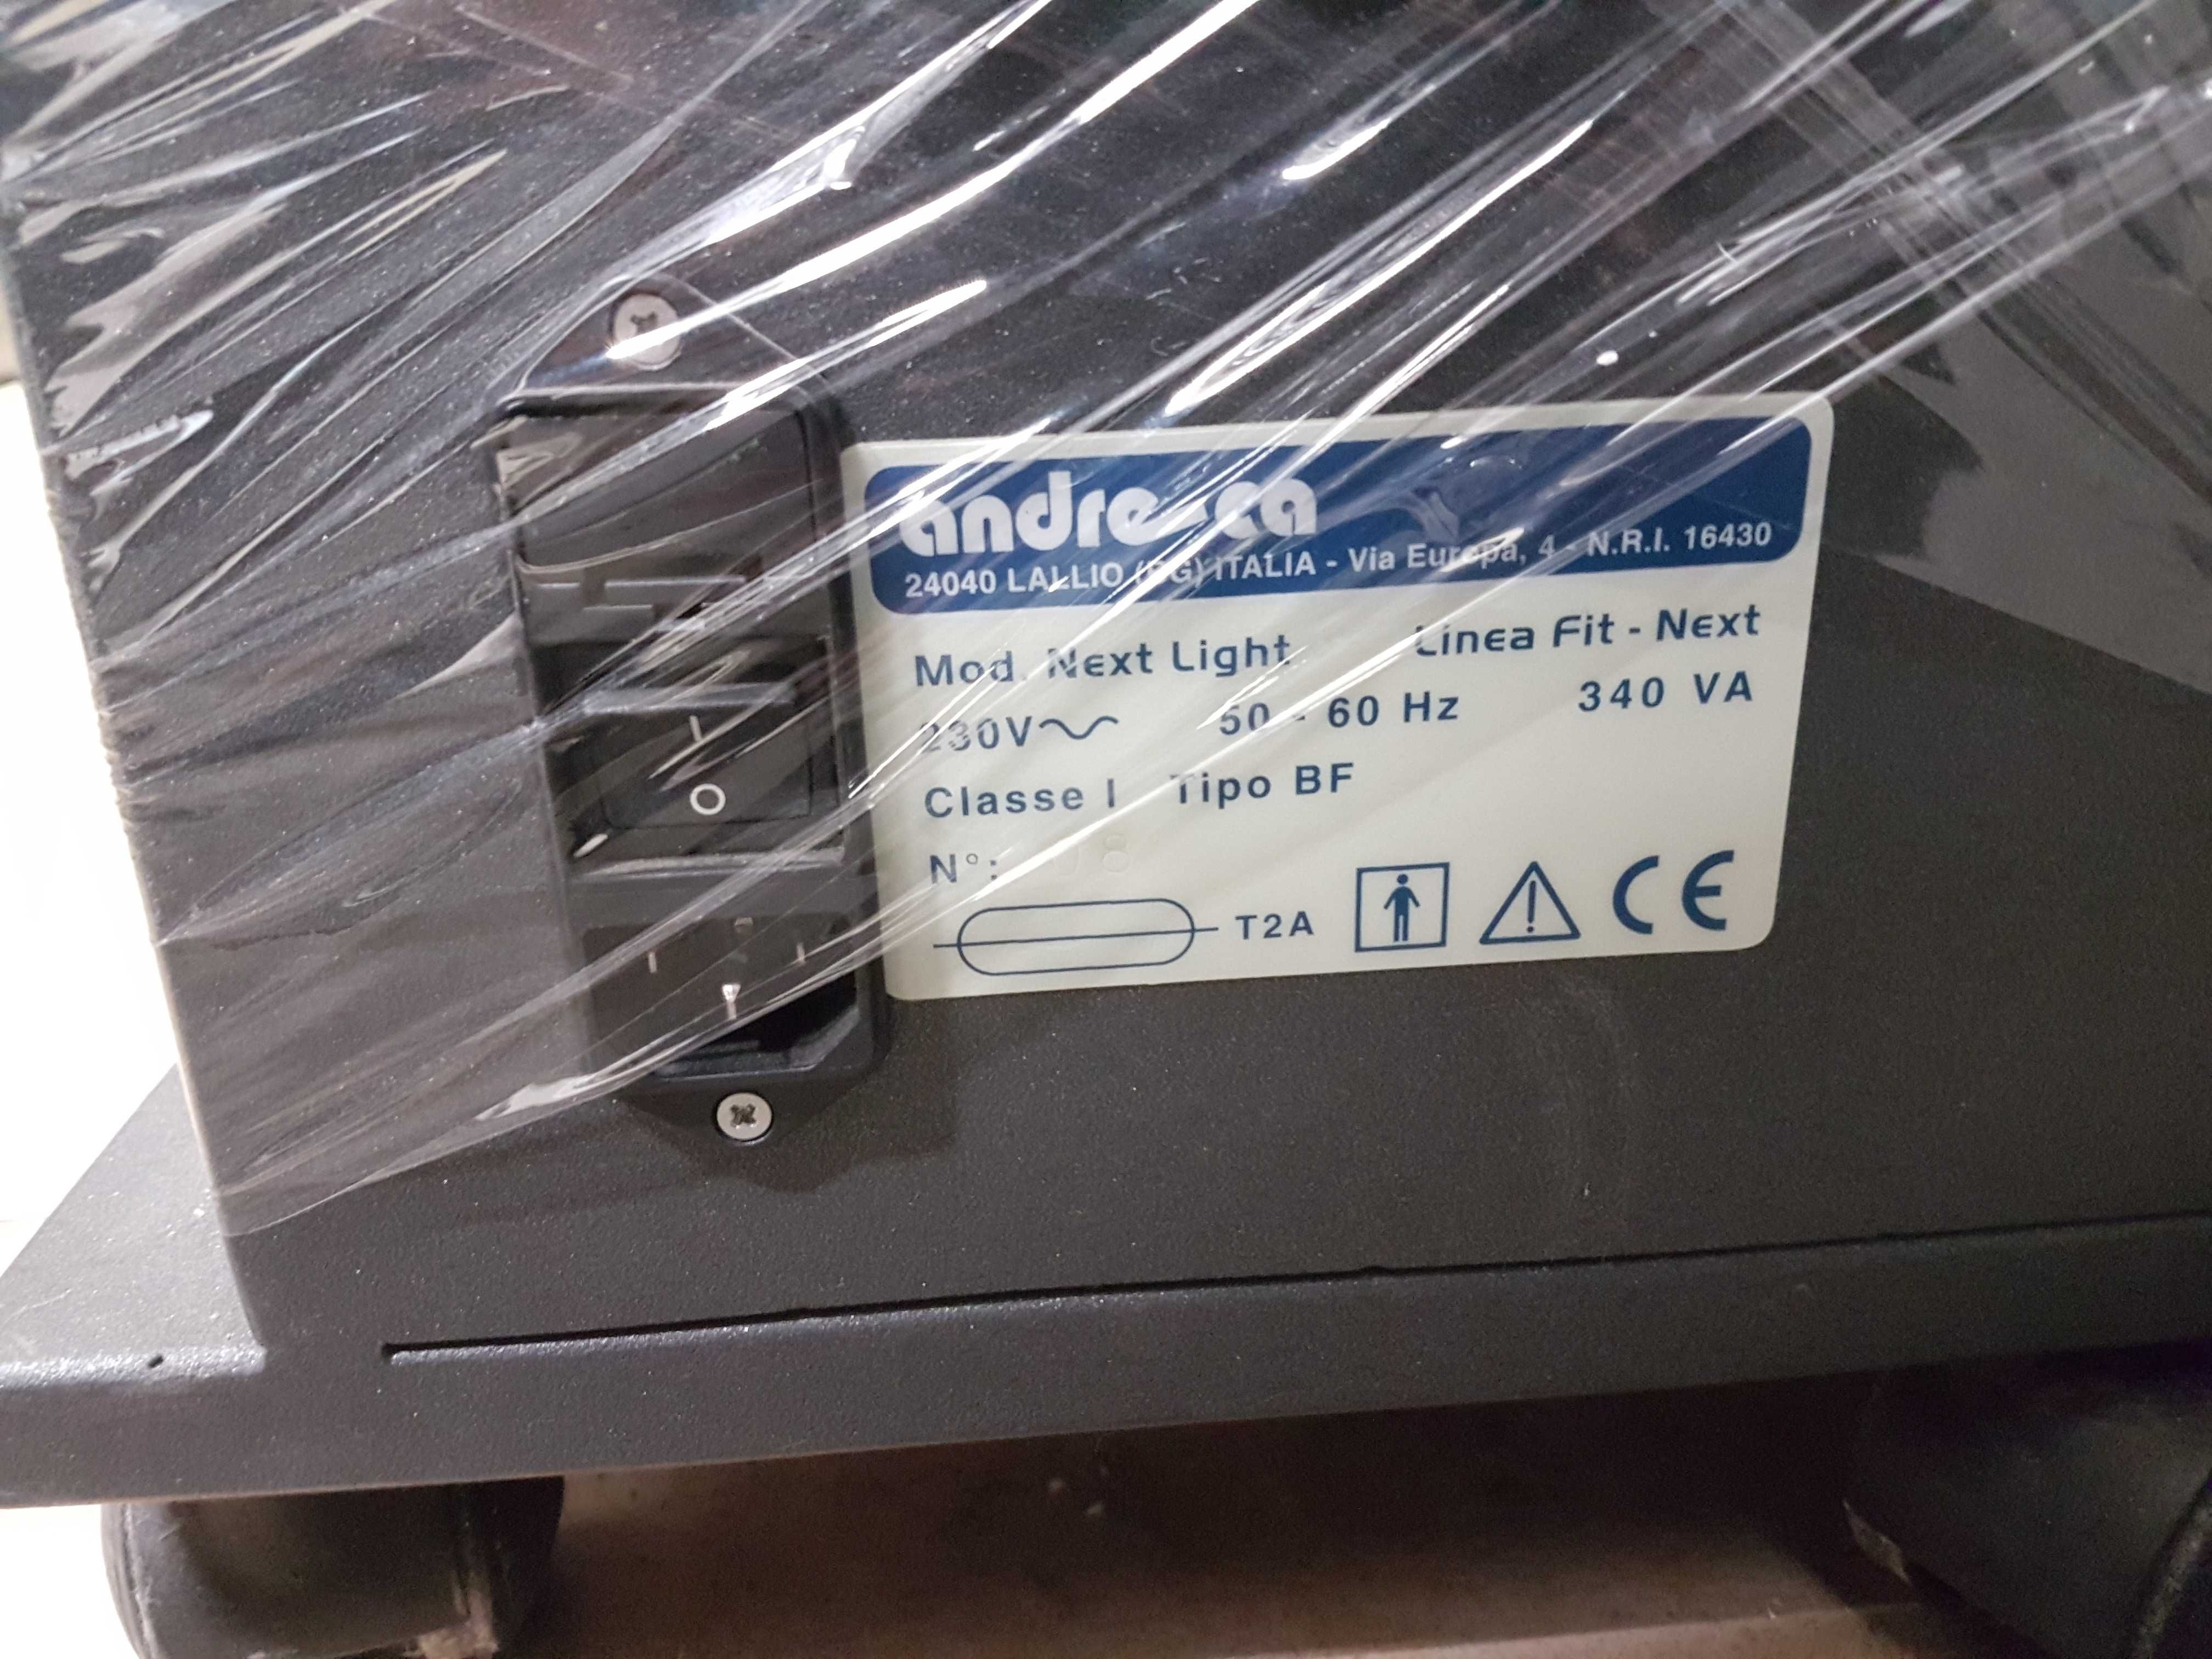 andresca
24040 LALLIO (BG) ITALIA - Via Europa, 4 - N.R.I. 16430
Mod. Next Light Linea Fit - Next
230V~ 50 - 60 Hz 340 VA
Classe I Tipo BF
N°:
T2A
CE
I
O